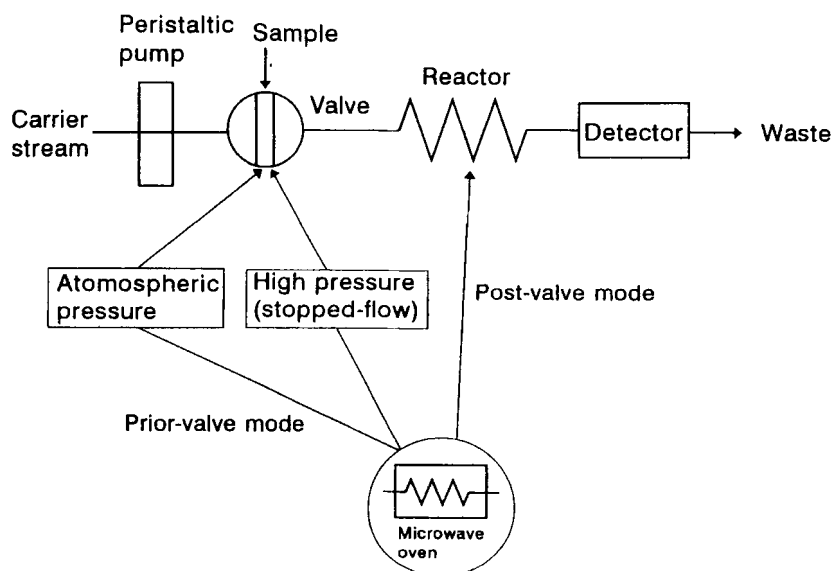 Peristaltic
pump
Sample
Carrier
stream
Valve
Reactor
Detector
Waste
Atomospheric
pressure
High pressure
(stopped-flow)
Post-valve mode
Prior-valve mode
Microwave
oven